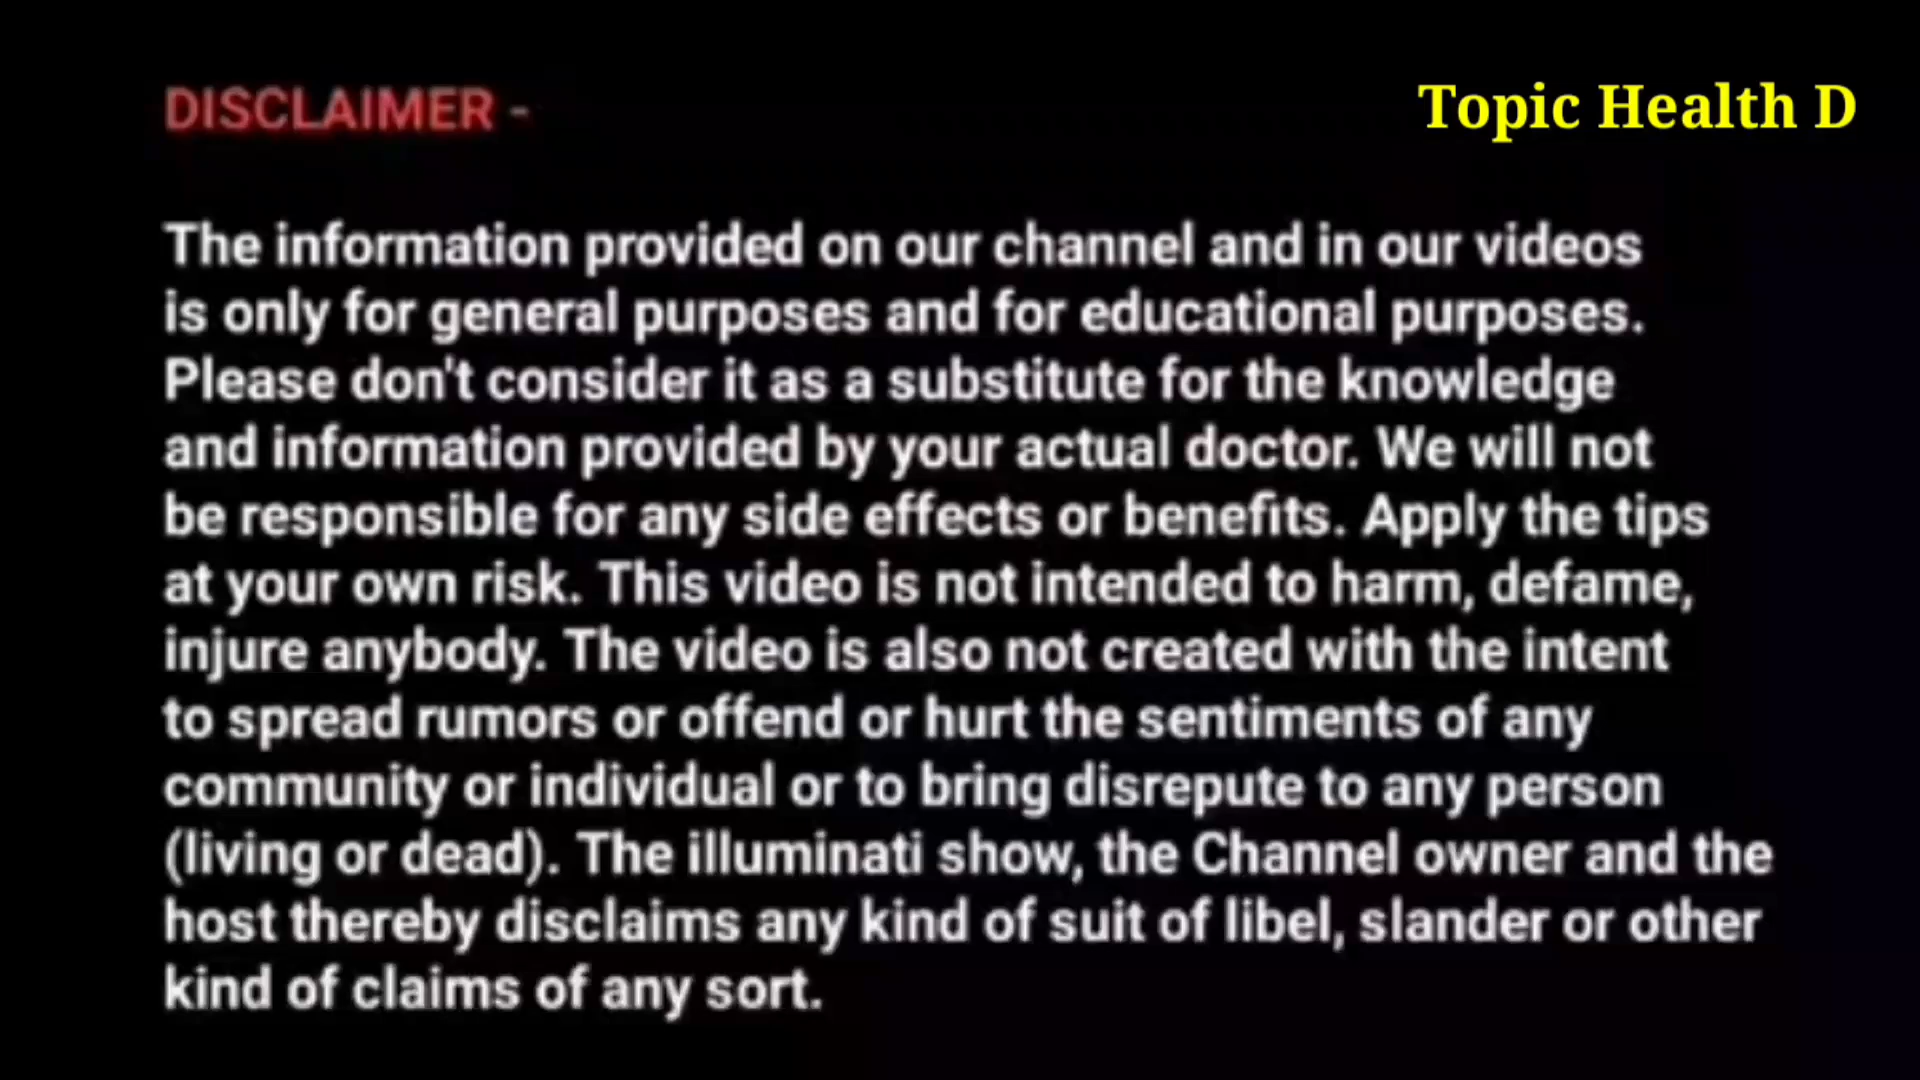 DISCLAIMER -
Topic Health D
The information provided on our channel and in our videos
is only for general purposes and for educational purposes.
Please don't consider it as a substitute for the knowledge
and information provided by your actual doctor. We will not
be responsible for any side effects or benefits. Apply the tips
at your own risk. This video is not intended to harm, defame,
injure anybody. The video is also not created with the intent
to spread rumors or offend or hurt the sentiments of any
community or individual or to bring disrepute to any person
(living or dead). The illuminati show, the Channel owner and the
host thereby disclaims any kind of suit of libel, slander or other
kind of claims of any sort.